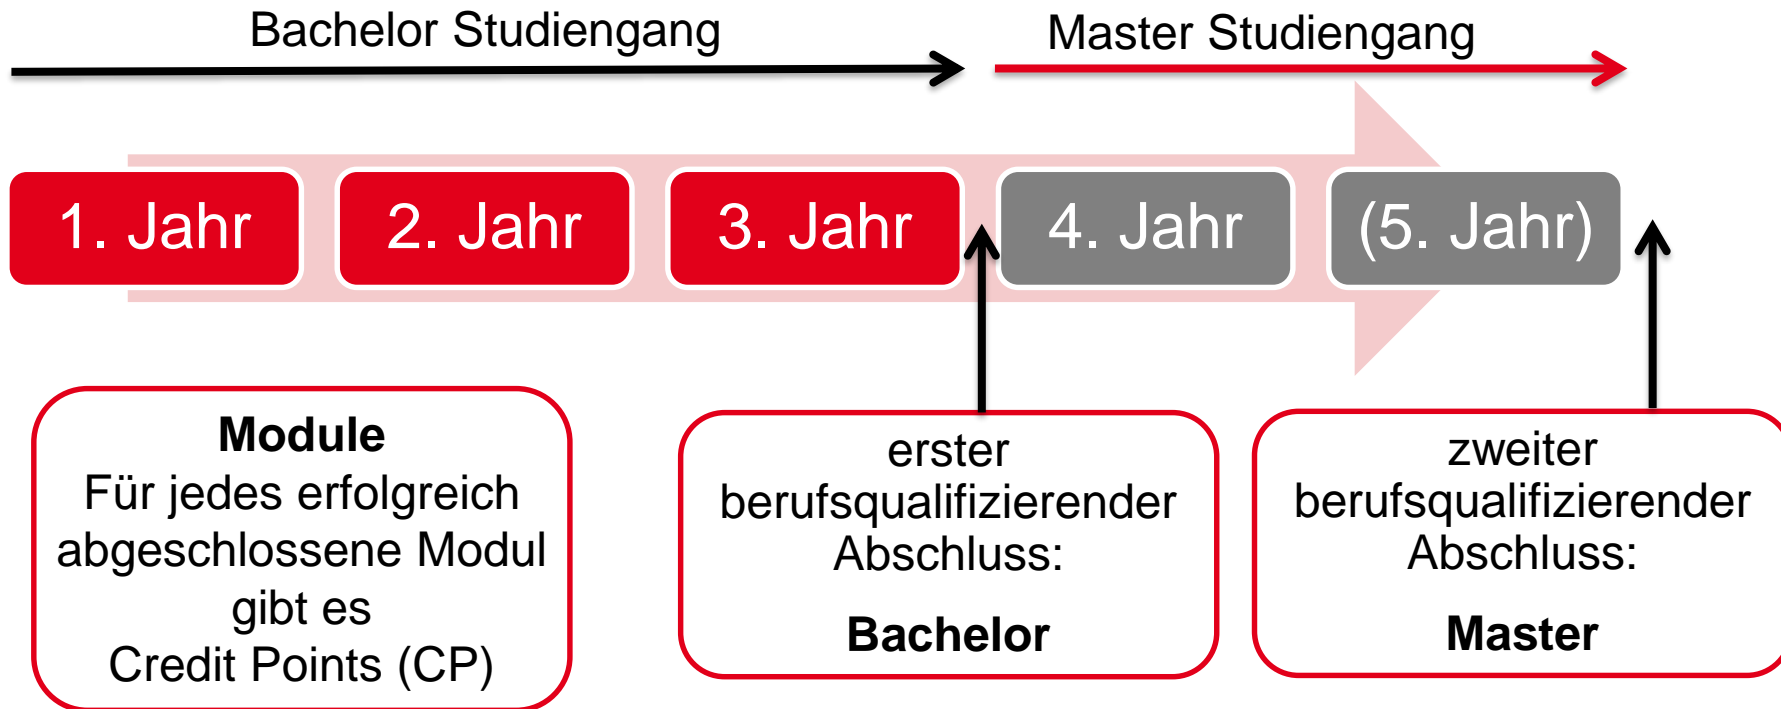 Bachelor Studiengang
Master Studiengang
1. Jahr
2. Jahr
3. Jahr
4. Jahr
(5. Jahr)
Module
Für jedes erfolgreich
abgeschlossene Modul
gibt es
Credit Points (CP)
erster
berufsqualifizierender
Abschluss:
Bachelor
zweiter
berufsqualifizierender
Abschluss:
Master